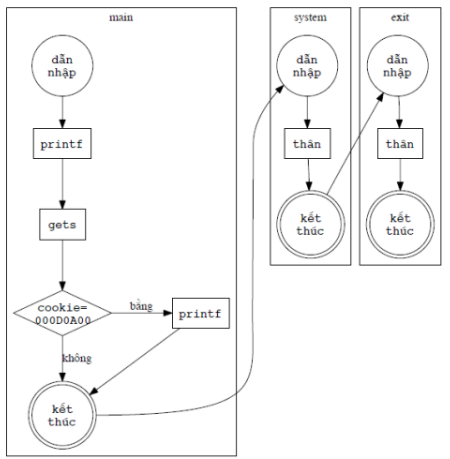 main
dẫn
nhập
printf
gets
cookie=
000D0A00
bằng
printf
không
kết
thúc
system
dẫn
nhập
thân
kết
thúc
exit
dẫn
nhập
thân
kết
thúc